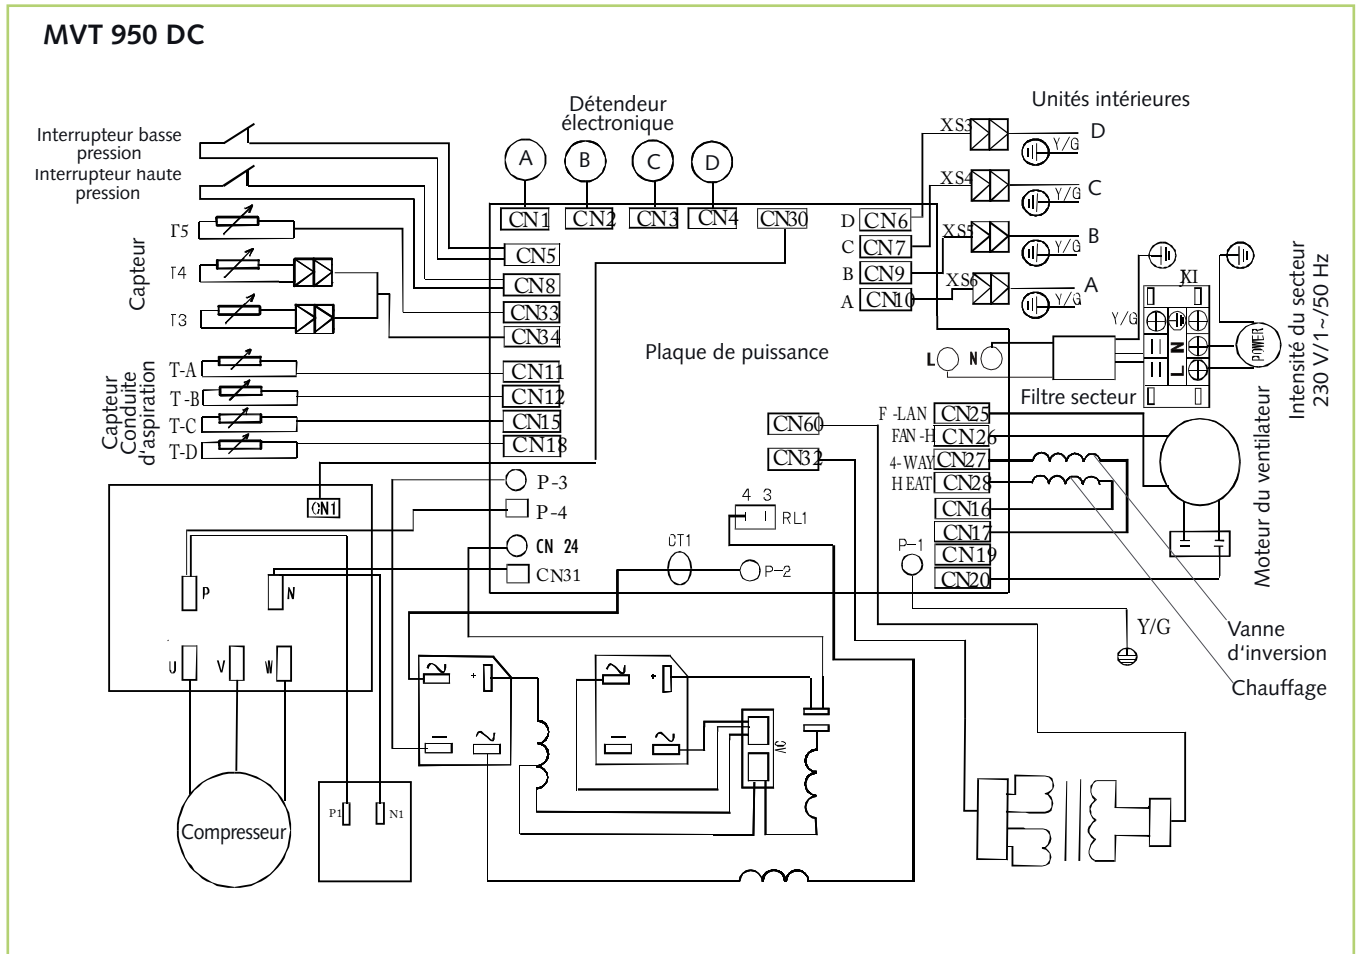 MVT 950 DC
Détendeur
électronique
Unités intérieures
Interrupteur basse
pression
Interrupteur haute
pression
A
B
C
D
XS3
D
Y/G
XS4
C
Y/G
XS5
B
Y/G
XS6
A
Y/G
CN1
CN2
CN3
CN4
CN30
D CN6
C CN7
B CN9
A CN10
Capteur
T5
T4
T3
CN5
CN8
CN33
CN34
Capteur
Conduite
d'aspiration
T-A
T-B
T-C
T-D
CN11
CN12
CN15
CN18
Plaque de puissance
L
N
Filtre secteur
Y/G
L N
POWER
Intensité du secteur
230 V/1~/50 Hz
CN60
CN32
F-LAN CN25
FAN-H CN26
4-WAY CN27
HEAT CN28
CN16
CN17
CN19
CN20
P-1
Moteur du ventilateur
CN1
P-3
P-4
CN 24
CN31
4 3
RL1
CT1
P-2
P
N
U
V
W
Y/G
Vanne
d'inversion
Chauffage
+
+
AC
Compresseur
P1
N1